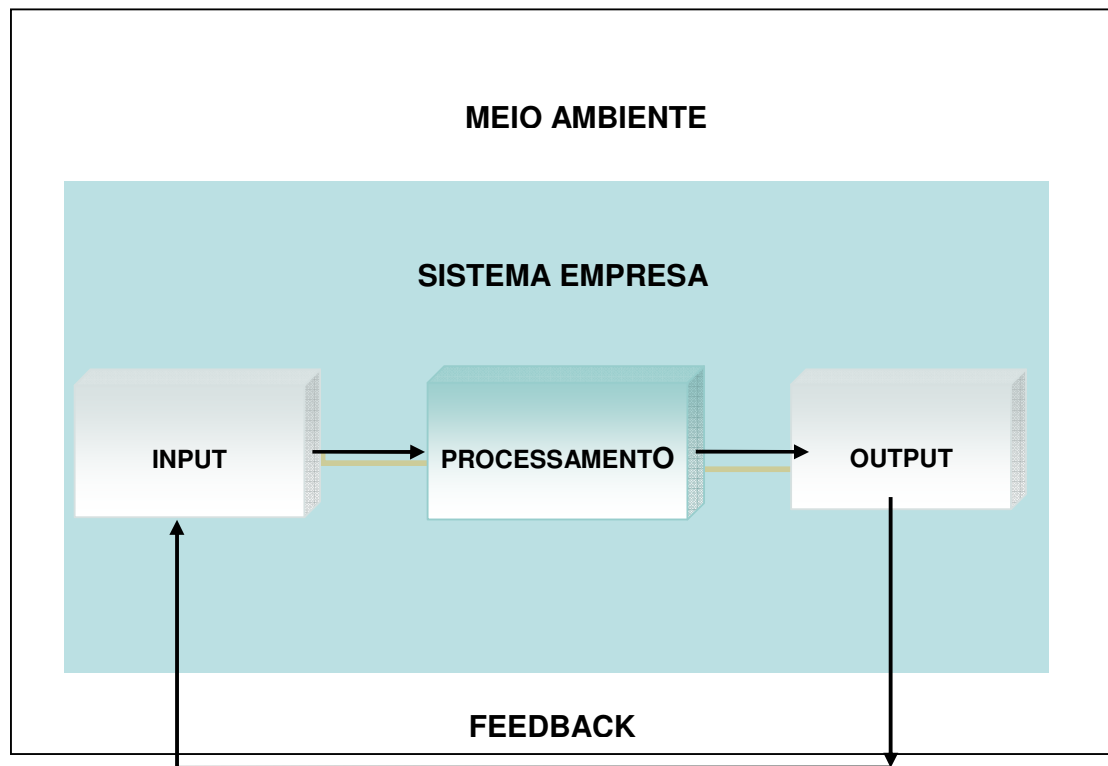 MEIO AMBIENTE
SISTEMA EMPRESA
INPUT
PROCESSAMENTO
OUTPUT
FEEDBACK